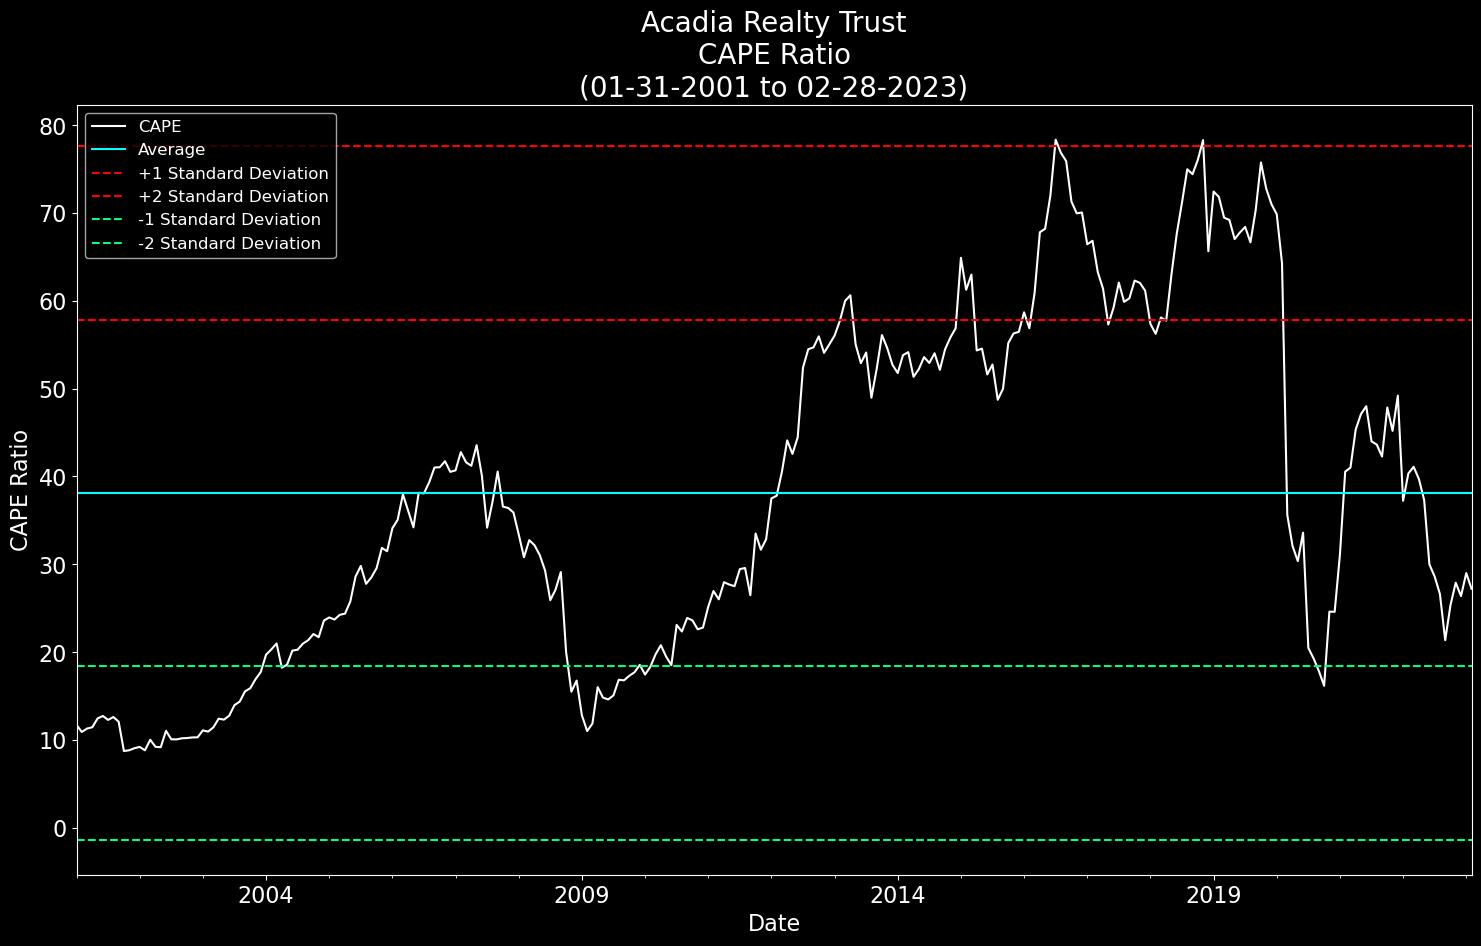 Acadia Realty Trust
CAPE Ratio
(01-31-2001 to 02-28-2023)
CAPE
Average
+1 Standard Deviation
+2 Standard Deviation
-1 Standard Deviation
-2 Standard Deviation
80
70
60
50
40
30
20
10
0
CAPE Ratio
2004
2009
2014
2019
Date